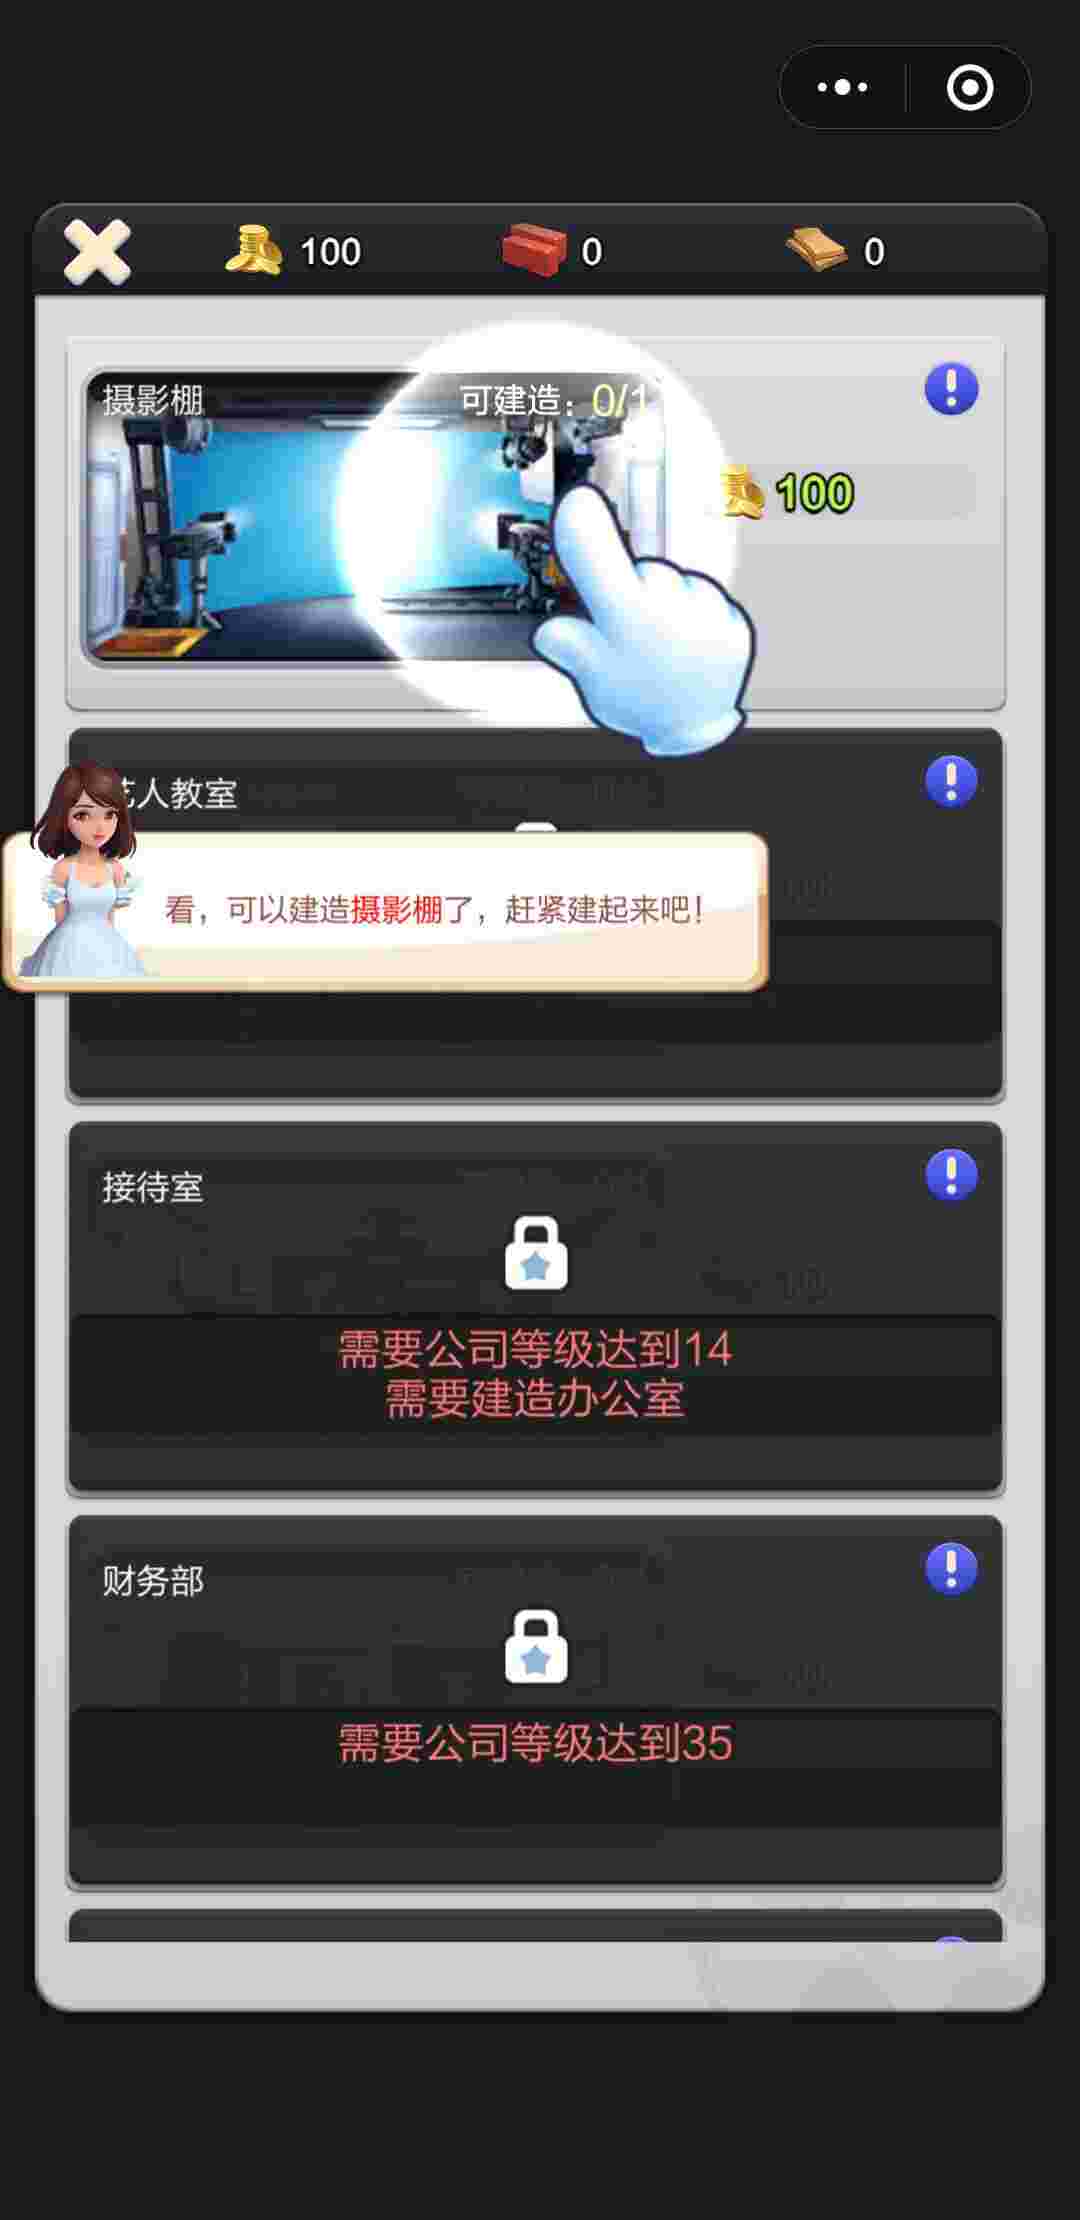 100
0
0
摄影棚
可建造：0/1
100
艺人教室
看，可以建造摄影棚了，赶紧建起来吧！
接待室
需要公司等级达到14
需要建造办公室
财务部
需要公司等级达到35